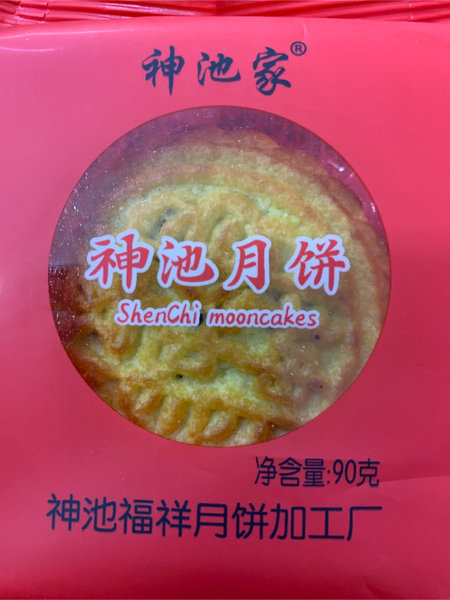 神池家®
神池月饼
ShenChi mooncakes
净含量:90克
神池福祥月饼加工厂